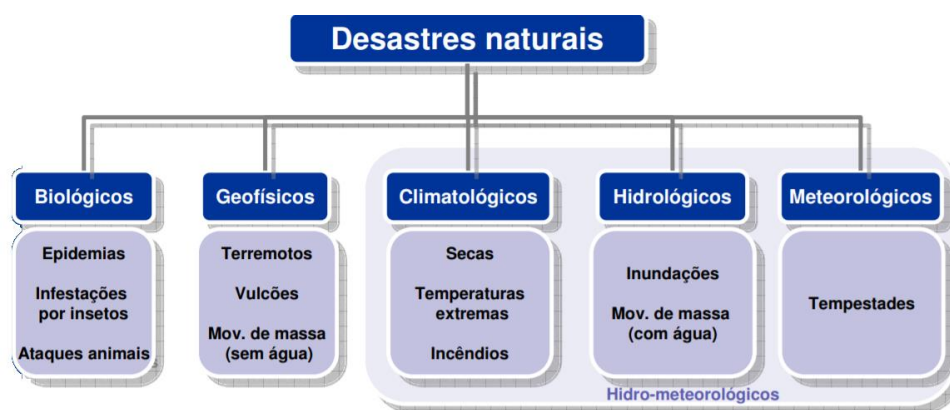 Desastres naturais
Biológicos
Epidemias
Infestações
por insetos
Ataques animais
Geofísicos
Terremotos
Vulcões
Mov. de massa
(sem água)
Climatológicos
Secas
Temperaturas
extremas
Incêndios
Hidrológicos
Inundações
Mov. de massa
(com água)
Meteorológicos
Tempestades
Hidro-meteorológicos